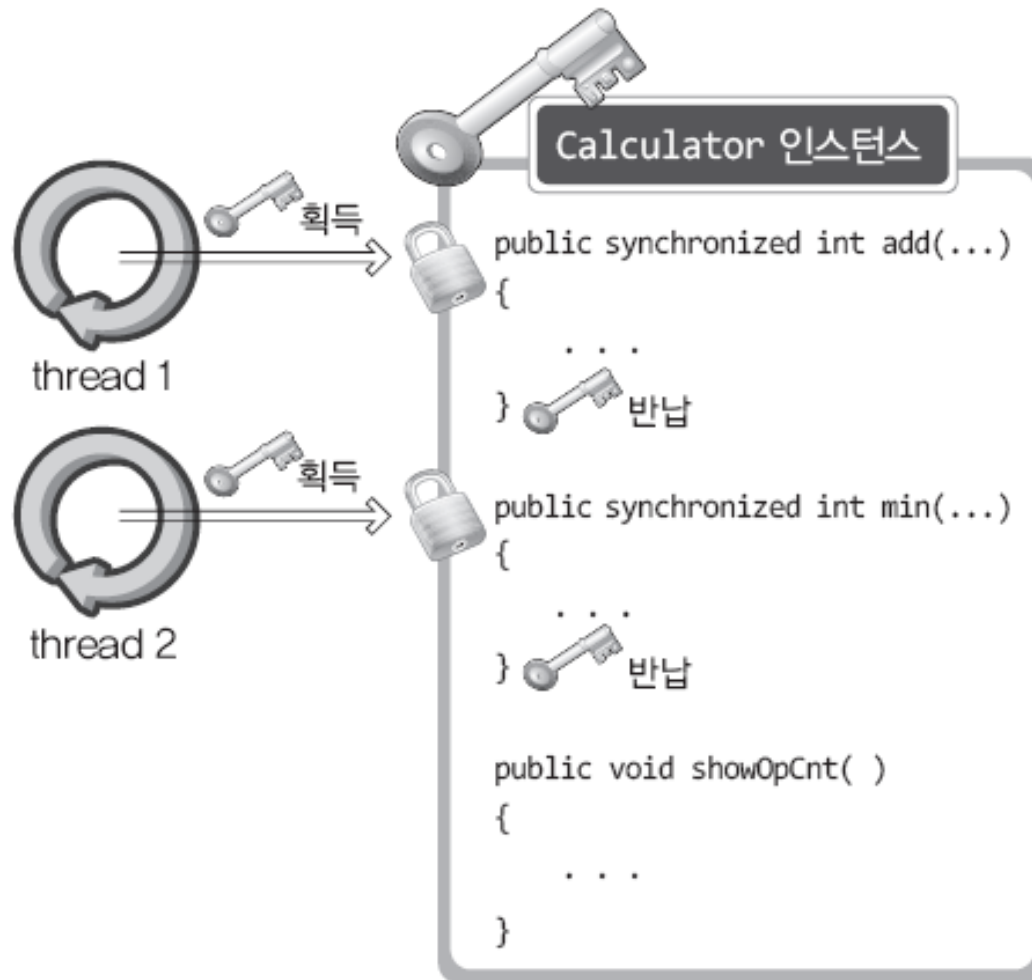 Calculator 인스턴스
획득
public synchronized int add(...)
{
. . .
} 반납
thread 1
획득
public synchronized int min(...)
{
. . .
} 반납
thread 2
public void showOpCnt( )
{
. . .
}